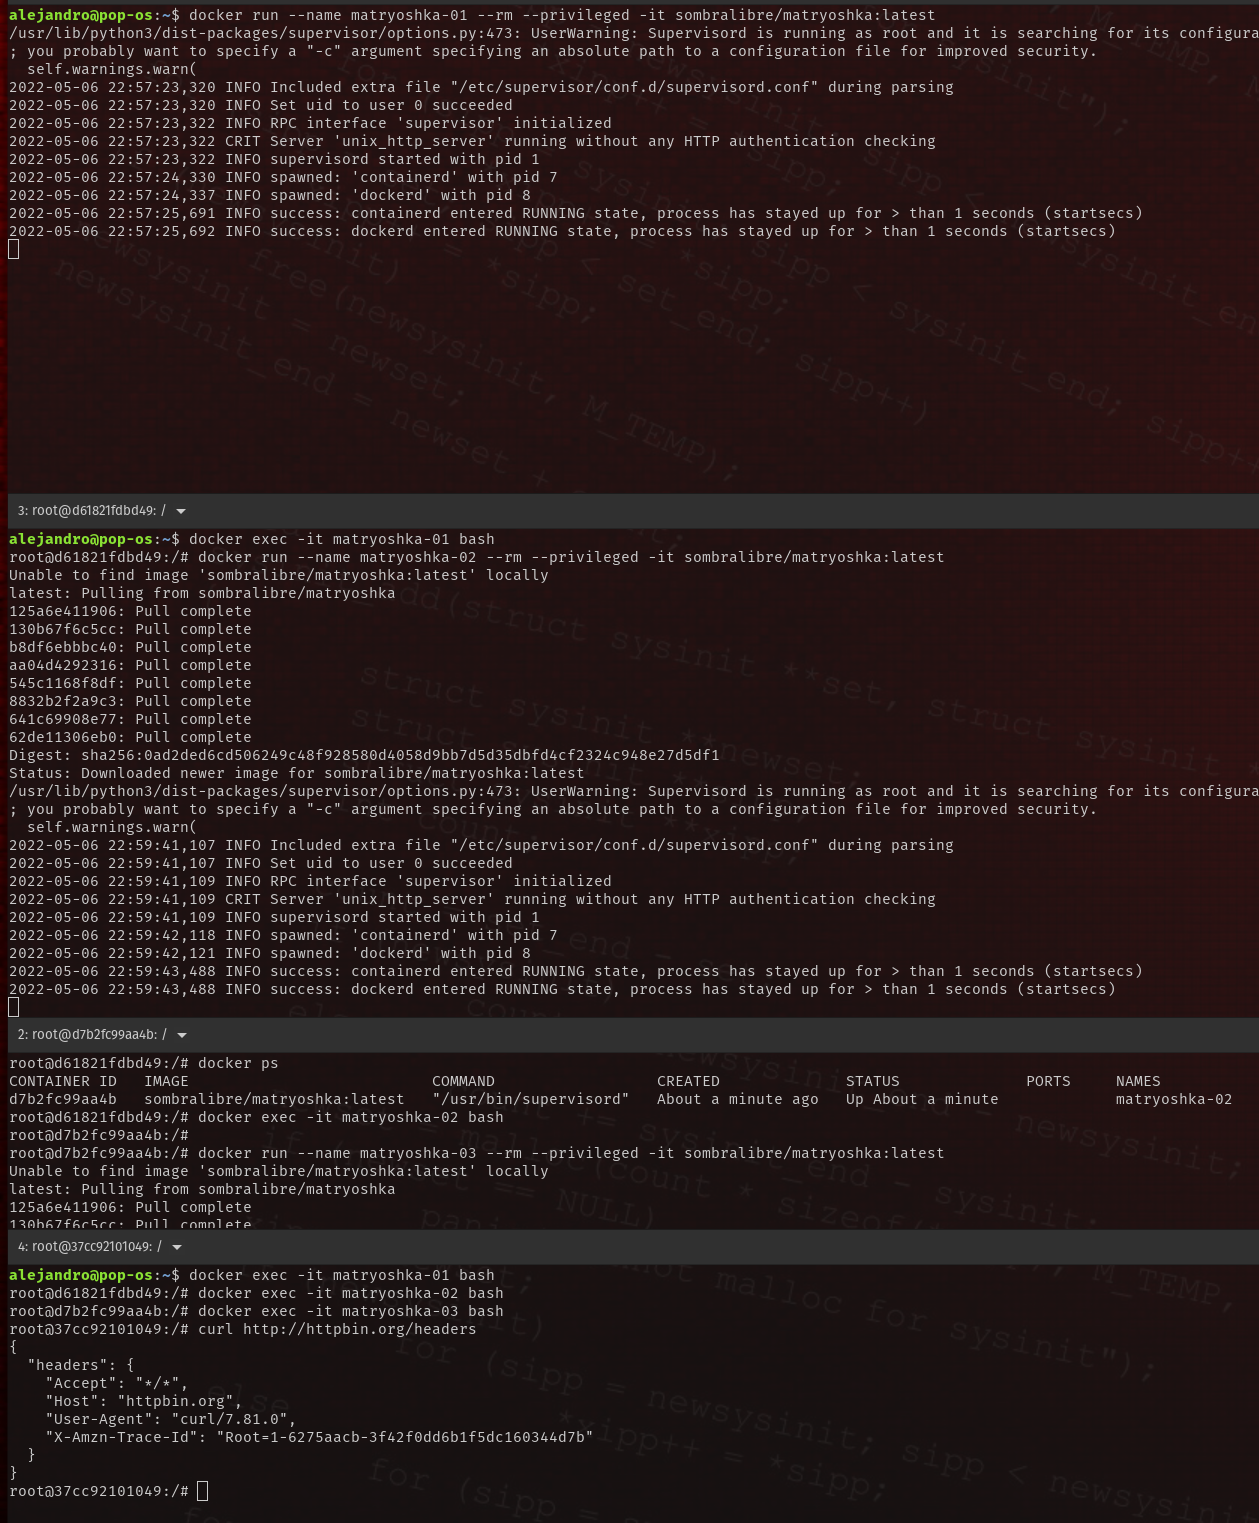 alejandro@pop-os:~$ docker run --name matryoshka-01 --rm --privileged -it sombralibre/matryoshka:latest
/usr/lib/python3/dist-packages/supervisor/options.py:473: UserWarning: Supervisord is running as root and it is searching for its configura
; you probably want to specify a "-c" argument specifying an absolute path to a configuration file for improved security.
  self.warnings.warn(
2022-05-06 22:57:23,320 INFO Included extra file "/etc/supervisor/conf.d/supervisord.conf" during parsing
2022-05-06 22:57:23,320 INFO Set uid to user 0 succeeded
2022-05-06 22:57:23,322 INFO RPC interface 'supervisor' initialized
2022-05-06 22:57:23,322 CRIT Server 'unix_http_server' running without any HTTP authentication checking
2022-05-06 22:57:23,322 INFO supervisord started with pid 1
2022-05-06 22:57:24,330 INFO spawned: 'containerd' with pid 7
2022-05-06 22:57:24,337 INFO spawned: 'dockerd' with pid 8
2022-05-06 22:57:25,691 INFO success: containerd entered RUNNING state, process has stayed up for > than 1 seconds (startsecs)
2022-05-06 22:57:25,692 INFO success: dockerd entered RUNNING state, process has stayed up for > than 1 seconds (startsecs)
3: root@d61821fdbd49: /
alejandro@pop-os:~$ docker exec -it matryoshka-01 bash
root@d61821fdbd49:/# docker run --name matryoshka-02 --rm --privileged -it sombralibre/matryoshka:latest
Unable to find image 'sombralibre/matryoshka:latest' locally
latest: Pulling from sombralibre/matryoshka
125a6e411906: Pull complete
130b67f6c5cc: Pull complete
b8df6ebbbc40: Pull complete
aa04d4292316: Pull complete
545c1168f8df: Pull complete
8832b2f2a9c3: Pull complete
641c69908e77: Pull complete
62de11306eb0: Pull complete
Digest: sha256:0ad2ded6cd506249c48f928580d4058d9bb7d5d35dbfd4cf2324c948e27d5df1
Status: Downloaded newer image for sombralibre/matryoshka:latest
/usr/lib/python3/dist-packages/supervisor/options.py:473: UserWarning: Supervisord is running as root and it is searching for its configura
; you probably want to specify a "-c" argument specifying an absolute path to a configuration file for improved security.
  self.warnings.warn(
2022-05-06 22:59:41,107 INFO Included extra file "/etc/supervisor/conf.d/supervisord.conf" during parsing
2022-05-06 22:59:41,107 INFO Set uid to user 0 succeeded
2022-05-06 22:59:41,109 INFO RPC interface 'supervisor' initialized
2022-05-06 22:59:41,109 CRIT Server 'unix_http_server' running without any HTTP authentication checking
2022-05-06 22:59:41,109 INFO supervisord started with pid 1
2022-05-06 22:59:42,118 INFO spawned: 'containerd' with pid 7
2022-05-06 22:59:42,121 INFO spawned: 'dockerd' with pid 8
2022-05-06 22:59:43,488 INFO success: containerd entered RUNNING state, process has stayed up for > than 1 seconds (startsecs)
2022-05-06 22:59:43,488 INFO success: dockerd entered RUNNING state, process has stayed up for > than 1 seconds (startsecs)
2: root@d7b2fc99aa4b: /
root@d61821fdbd49:/# docker ps
CONTAINER ID   IMAGE                           COMMAND                  CREATED              STATUS              PORTS     NAMES
d7b2fc99aa4b   sombralibre/matryoshka:latest   "/usr/bin/supervisord"   About a minute ago   Up About a minute             matryoshka-02
root@d61821fdbd49:/# docker exec -it matryoshka-02 bash
root@d7b2fc99aa4b:/#
root@d7b2fc99aa4b:/# docker run --name matryoshka-03 --rm --privileged -it sombralibre/matryoshka:latest
Unable to find image 'sombralibre/matryoshka:latest' locally
latest: Pulling from sombralibre/matryoshka
125a6e411906: Pull complete
130b67f6c5cc: Pull complete
4: root@37cc92101049: /
alejandro@pop-os:~$ docker exec -it matryoshka-01 bash
root@d61821fdbd49:/# docker exec -it matryoshka-02 bash
root@d7b2fc99aa4b:/# docker exec -it matryoshka-03 bash
root@37cc92101049:/# curl http://httpbin.org/headers
{
  "headers": {
    "Accept": "*/*",
    "Host": "httpbin.org",
    "User-Agent": "curl/7.81.0",
    "X-Amzn-Trace-Id": "Root=1-6275aacb-3f42f0dd6b1f5dc160344d7b"
  }
}
root@37cc92101049:/#